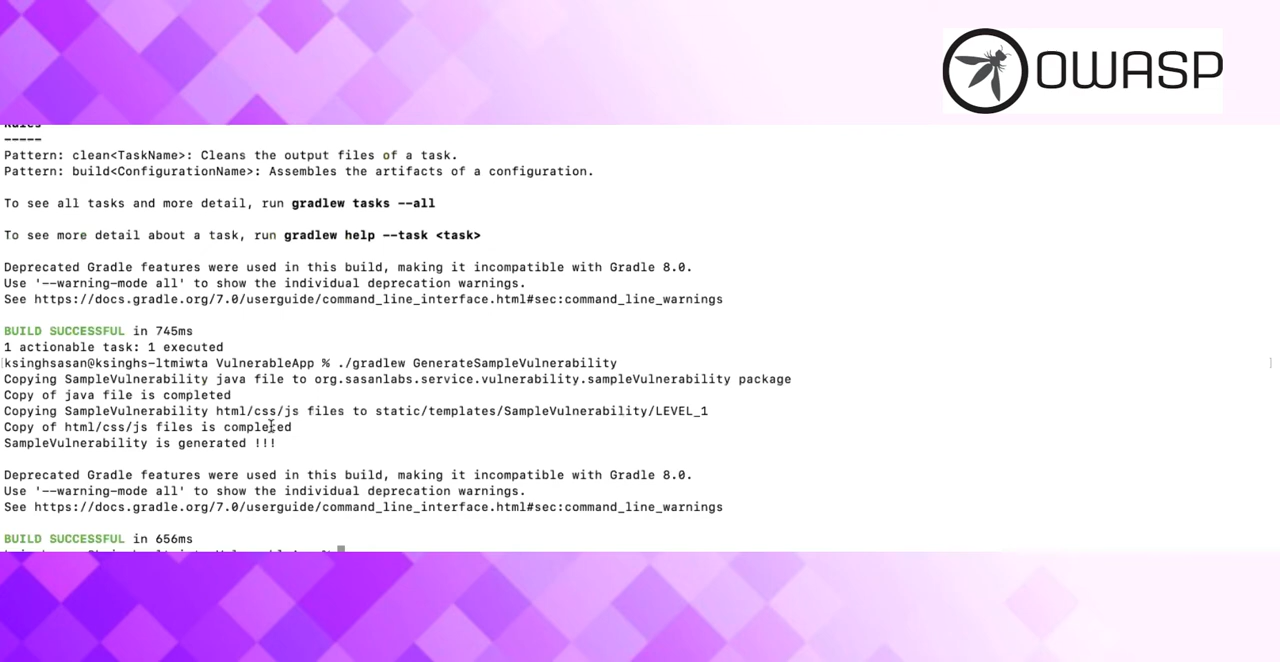 OWASP
Rules
-----
Pattern: clean<TaskName>: Cleans the output files of a task.
Pattern: build<ConfigurationName>: Assembles the artifacts of a configuration.
To see all tasks and more detail, run gradlew tasks --all
To see more detail about a task, run gradlew help --task <task>
Deprecated Gradle features were used in this build, making it incompatible with Gradle 8.0.
Use '--warning-mode all' to show the individual deprecation warnings.
See https://docs.gradle.org/7.0/userguide/command_line_interface.html#sec:command_line_warnings
BUILD SUCCESSFUL in 745ms
1 actionable task: 1 executed
[ksinghsasan@ksinghs-ltmiwta VulnerableApp % ./gradlew GenerateSampleVulnerability ]
Copying SampleVulnerability java file to org.sasanlabs.service.vulnerability.sampleVulnerability package
Copy of java file is completed
Copying SampleVulnerability html/css/js files to static/templates/SampleVulnerability/LEVEL_1
Copy of html/css/js files is completed
SampleVulnerability is generated !!!
Deprecated Gradle features were used in this build, making it incompatible with Gradle 8.0.
Use '--warning-mode all' to show the individual deprecation warnings.
See https://docs.gradle.org/7.0/userguide/command_line_interface.html#sec:command_line_warnings
BUILD SUCCESSFUL in 656ms